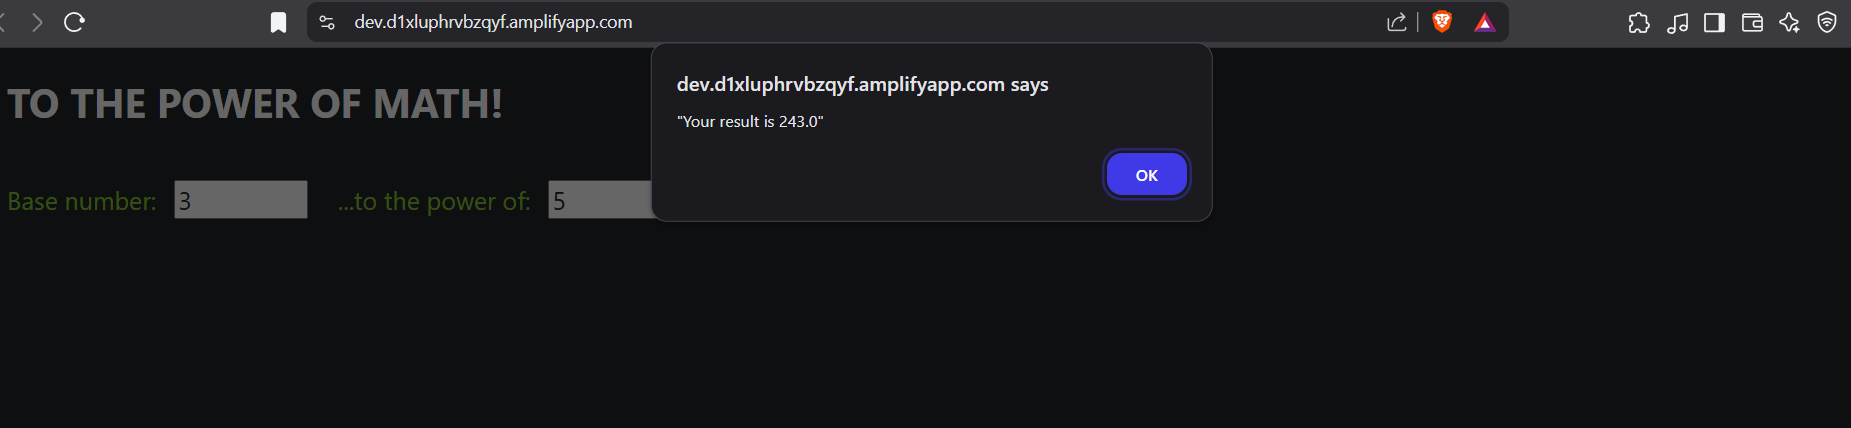 dev.d1xluphrvbzqyf.amplifyapp.com
dev.d1xluphrvbzqyf.amplifyapp.com says
"Your result is 243.0"
OK
TO THE POWER OF MATH!
Base number: 3 ...to the power of: 5